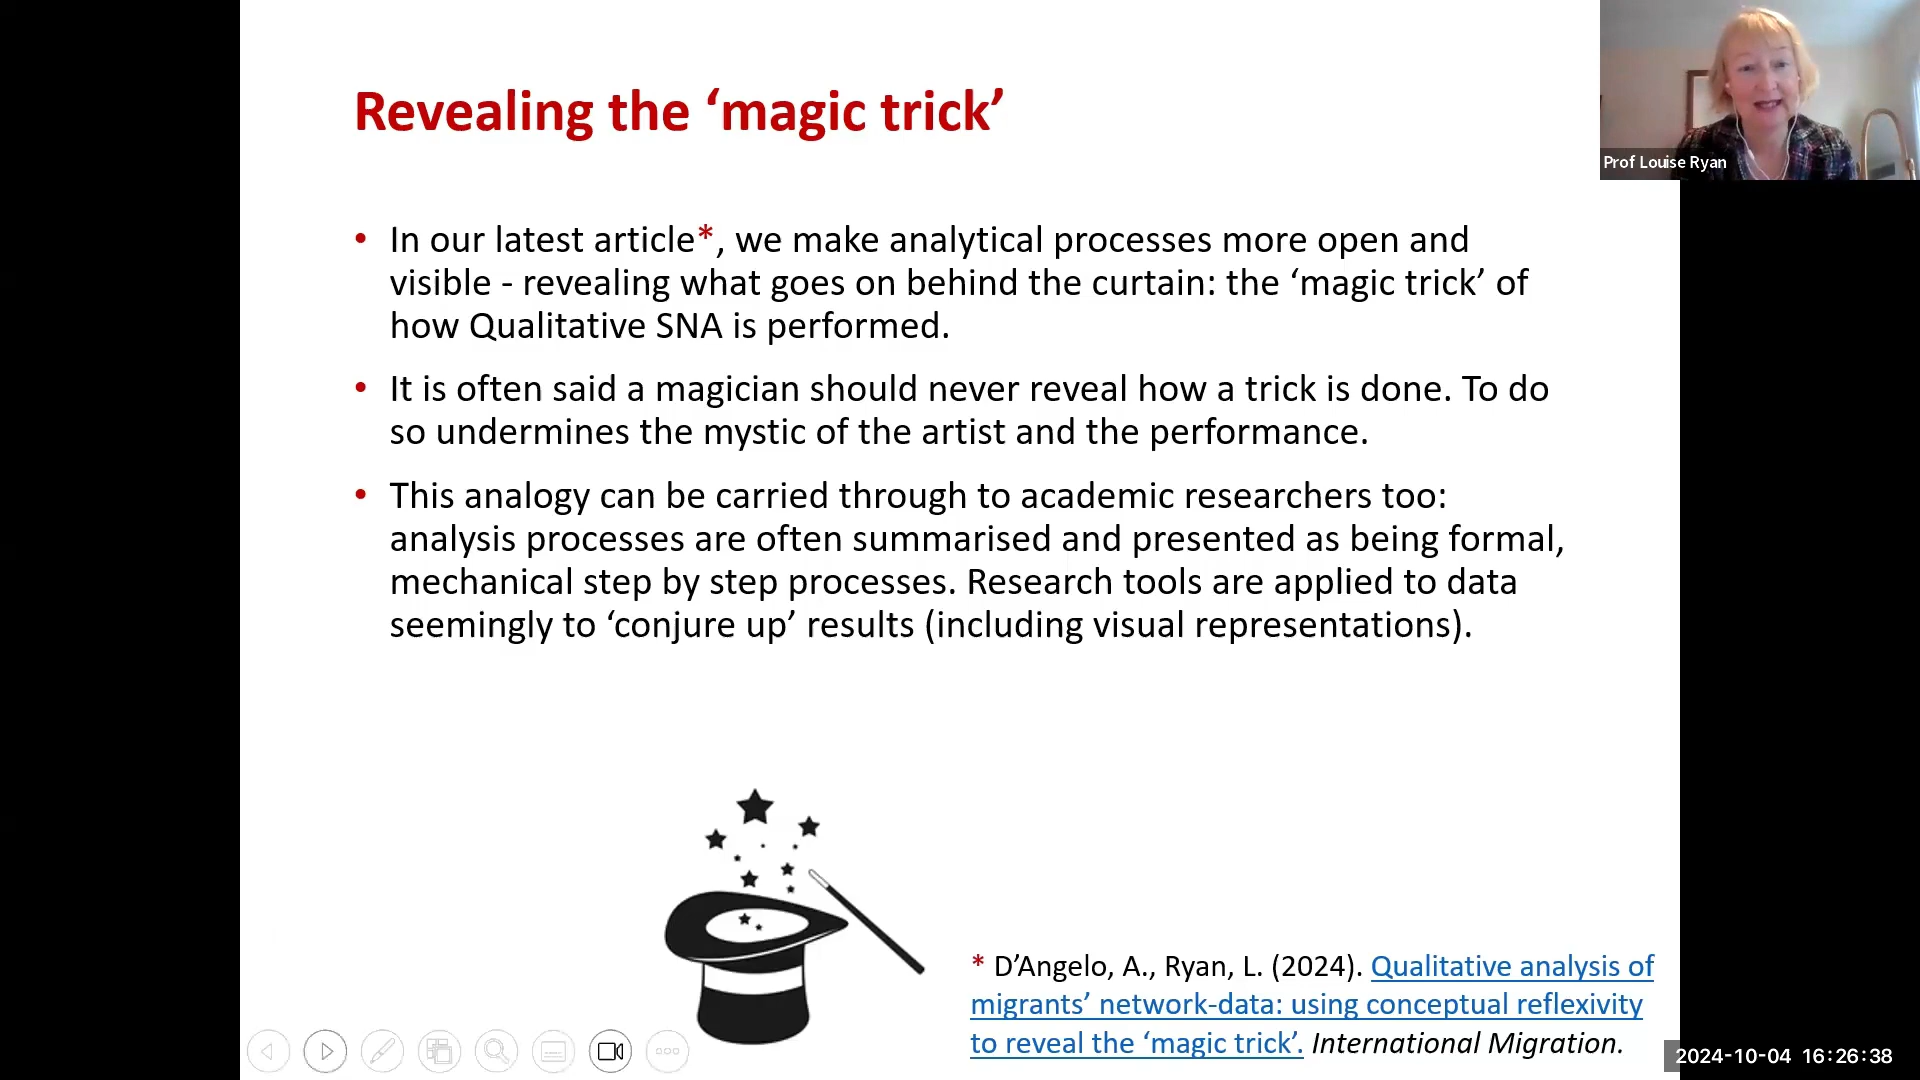 Revealing the ‘magic trick’
Prof Louise Ryan
• In our latest article*, we make analytical processes more open and
visible - revealing what goes on behind the curtain: the ‘magic trick’ of
how Qualitative SNA is performed.
• It is often said a magician should never reveal how a trick is done. To do
so undermines the mystic of the artist and the performance.
• This analogy can be carried through to academic researchers too:
analysis processes are often summarised and presented as being formal,
mechanical step by step processes. Research tools are applied to data
seemingly to ‘conjure up’ results (including visual representations).
* D’Angelo, A., Ryan, L. (2024). Qualitative analysis of
migrants’ network-data: using conceptual reflexivity
to reveal the ‘magic trick’. International Migration.
2024-10-04 16:26:38